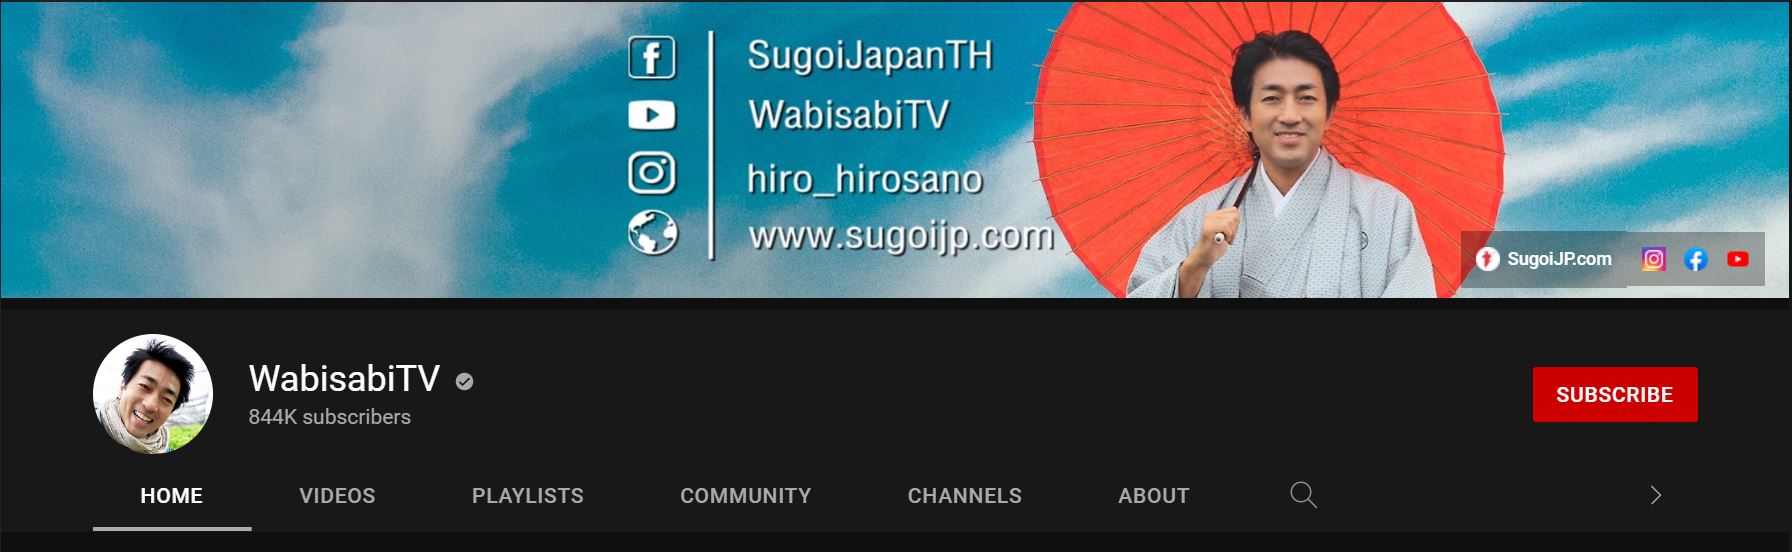 SugoiJapanTH
WabisabiTV
hiro_hirosano
www.sugoijp.com
SugoiJP.com
WabisabiTV
844K subscribers
SUBSCRIBE
HOME VIDEOS PLAYLISTS COMMUNITY CHANNELS ABOUT